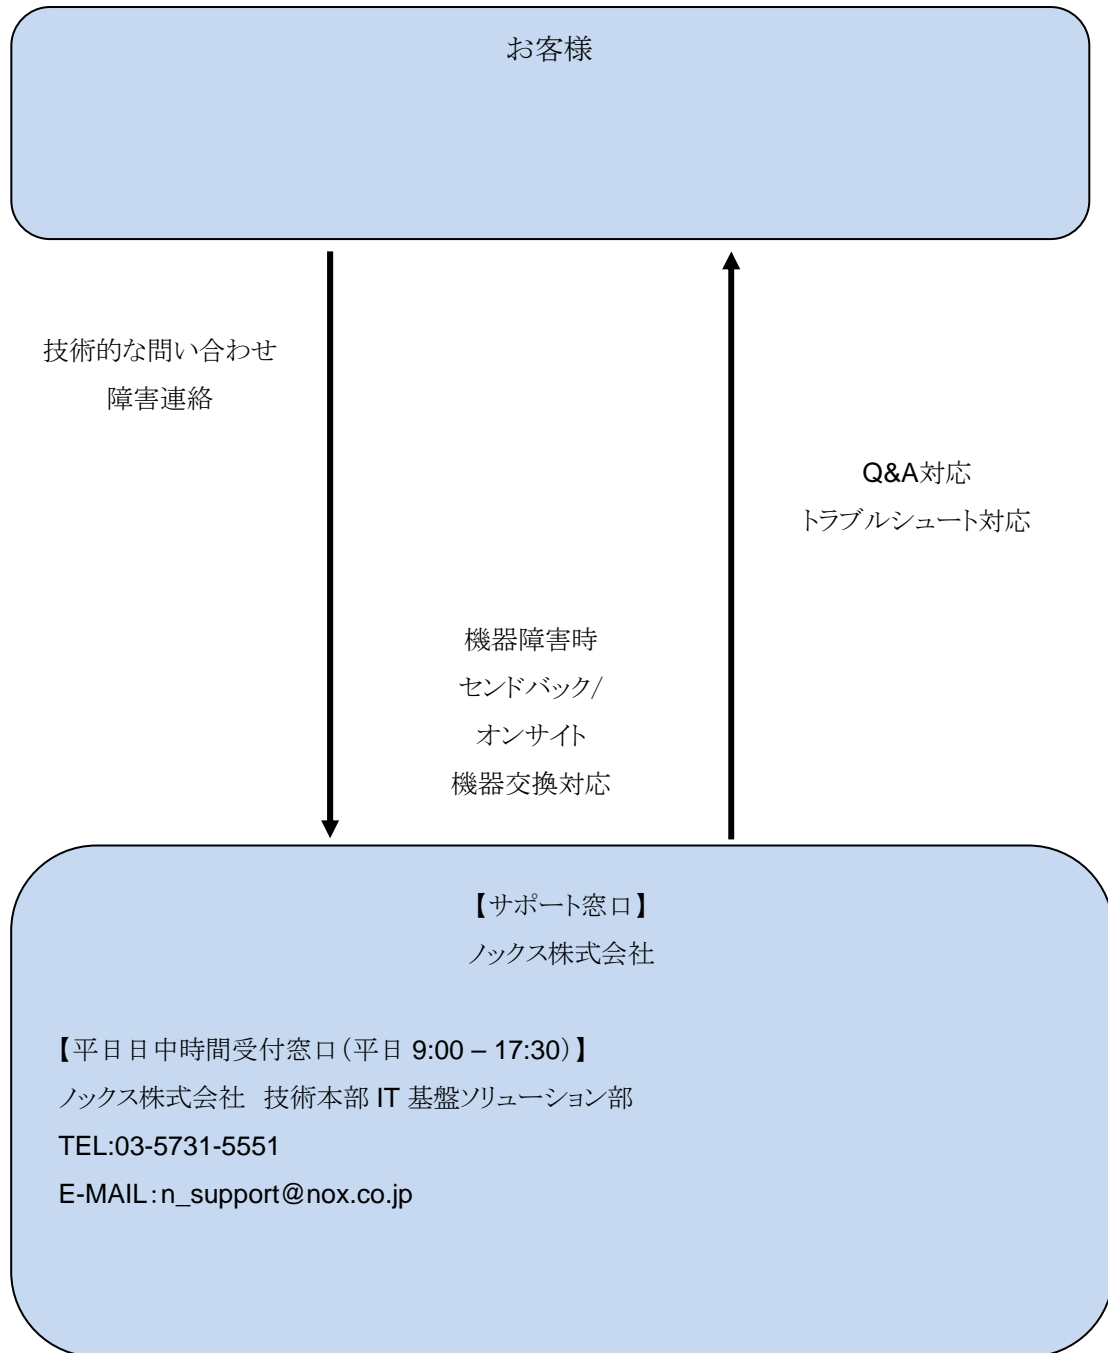 お客様
技術的な問い合わせ
障害連絡
Q&A対応
トラブルシュート対応
機器障害時
センドバック/
オンサイト
機器交換対応
【サポート窓口】
ノックス株式会社
【平日日中時間受付窓口（平日 9:00 – 17:30）】
ノックス株式会社　技術本部 IT 基盤ソリューション部
TEL:03-5731-5551
E-MAIL：n_support@nox.co.jp